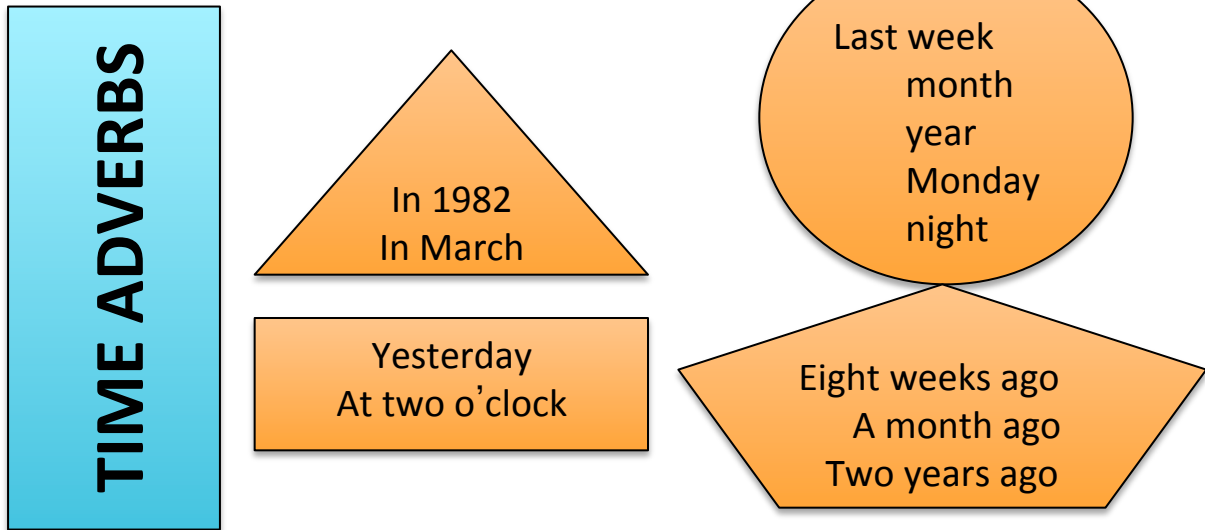 TIME ADVERBS
In 1982
In March
Yesterday
At two o’clock
Last week
month
year
Monday
night
Eight weeks ago
A month ago
Two years ago